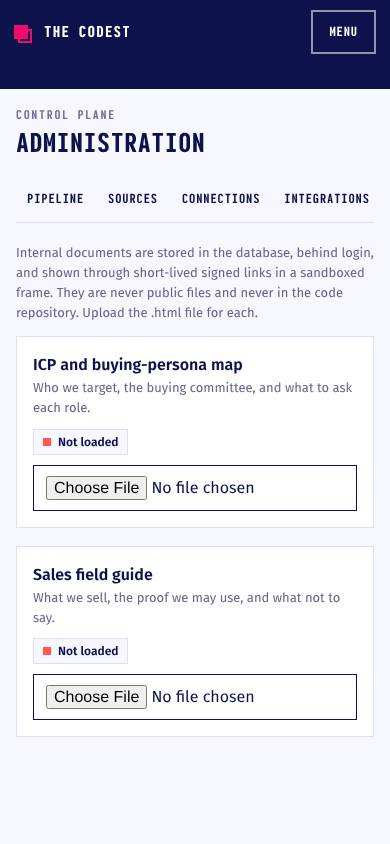 THE CODEST
MENU
CONTROL PLANE
ADMINISTRATION
PIPELINE SOURCES CONNECTIONS INTEGRATIONS
Internal documents are stored in the database, behind login,
and shown through short-lived signed links in a sandboxed
frame. They are never public files and never in the code
repository. Upload the .html file for each.
ICP and buying-persona map
Who we target, the buying committee, and what to ask
each role.
Not loaded
Choose File No file chosen
Sales field guide
What we sell, the proof we may use, and what not to
say.
Not loaded
Choose File No file chosen